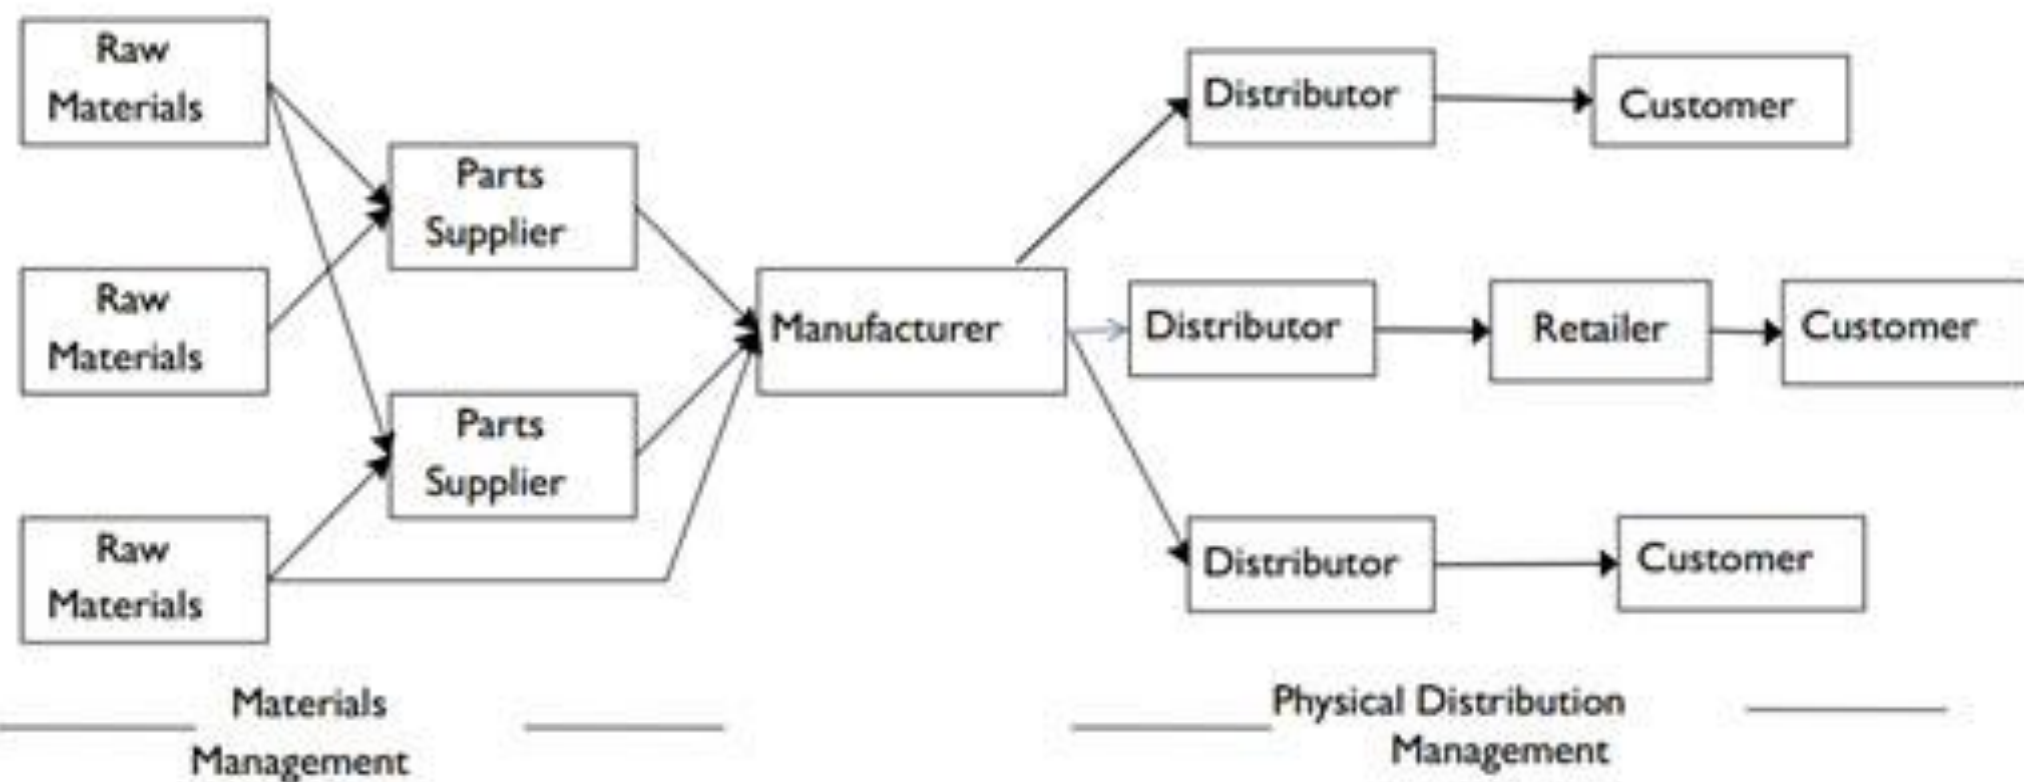 Raw
Materials
Raw
Materials
Raw
Materials
Parts
Supplier
Parts
Supplier
Manufacturer
Distributor
Customer
Distributor
Retailer
Customer
Distributor
Customer
Materials
Management
Physical Distribution
Management